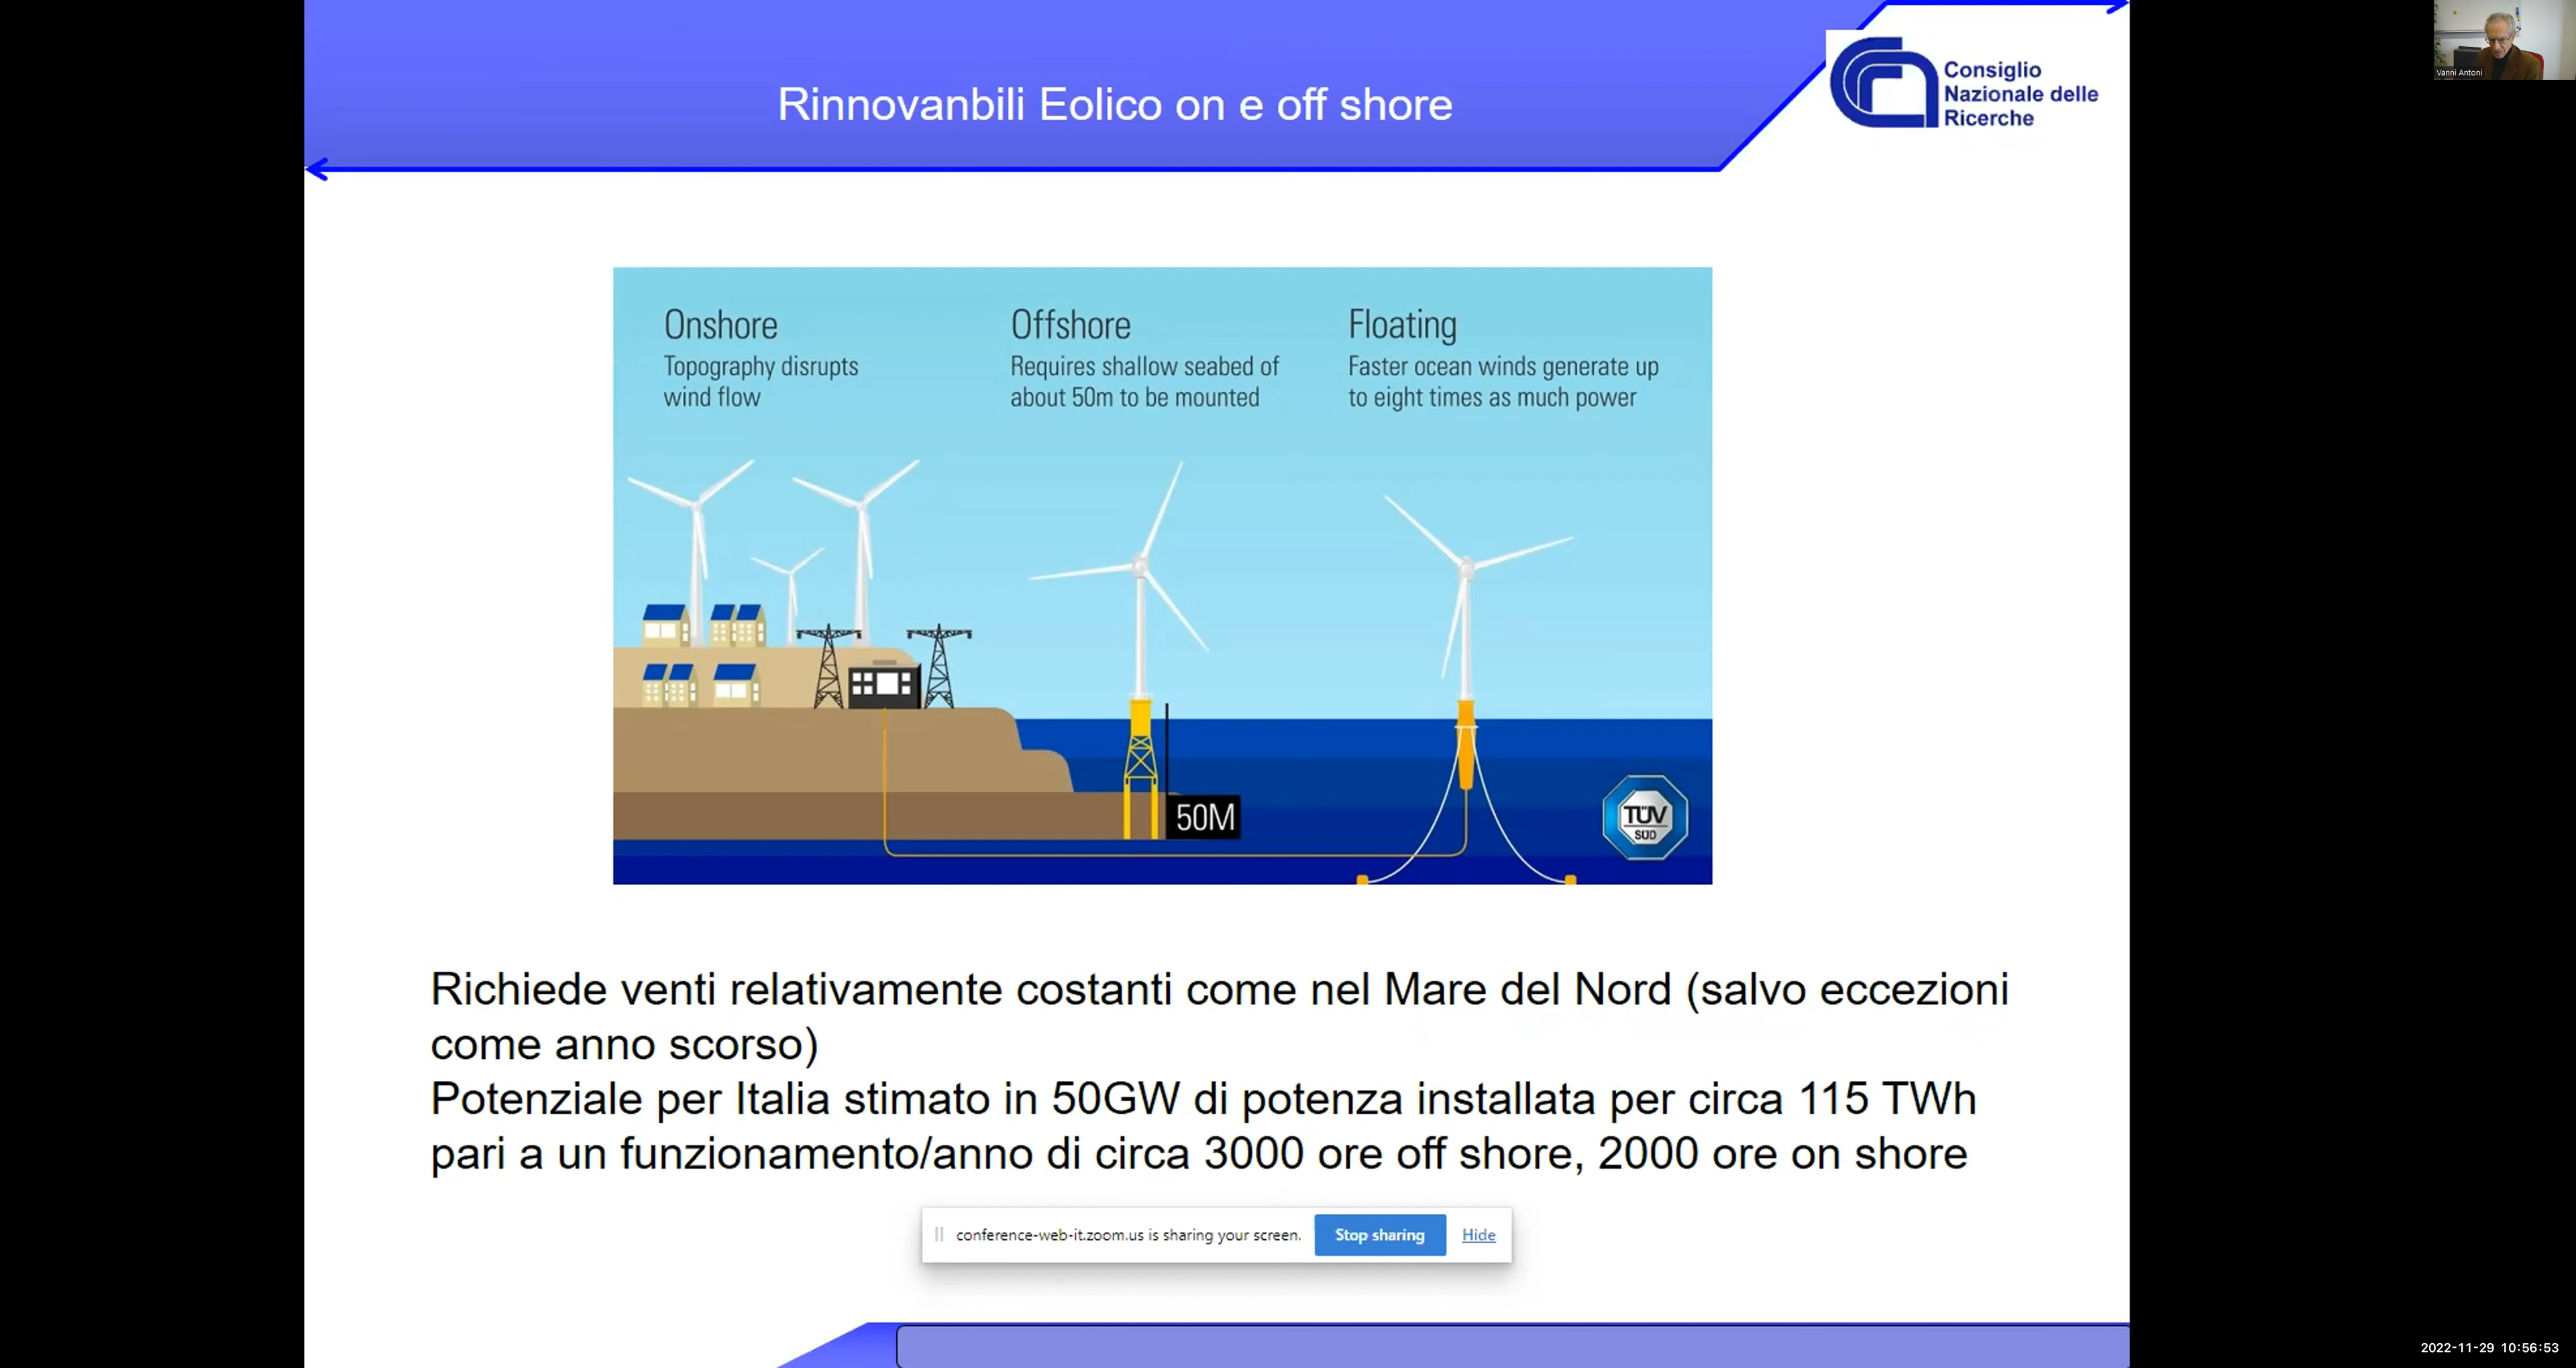 Rinnovanbili Eolico on e off shore
Consiglio
Nazionale delle
Ricerche
Vanni Antoni
Onshore
Topography disrupts
wind flow
Offshore
Requires shallow seabed of
about 50m to be mounted
Floating
Faster ocean winds generate up
to eight times as much power
50M
TÜV
SÜD
Richiede venti relativamente costanti come nel Mare del Nord (salvo eccezioni
come anno scorso)
Potenziale per Italia stimato in 50GW di potenza installata per circa 115 TWh
pari a un funzionamento/anno di circa 3000 ore off shore, 2000 ore on shore
conference-web-it.zoom.us is sharing your screen. Stop sharing Hide
2022-11-29 10:56:53